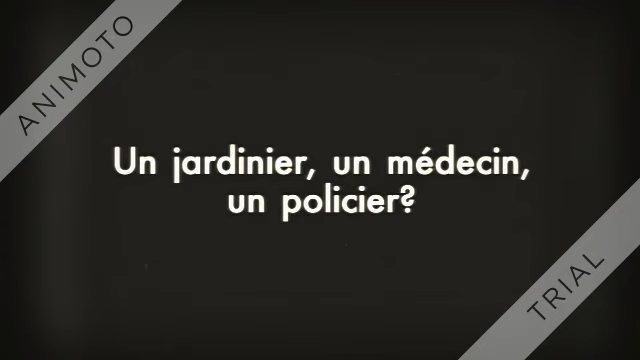 ANIMOTO
Un jardinier, un médecin,
un policier?
TRIAL